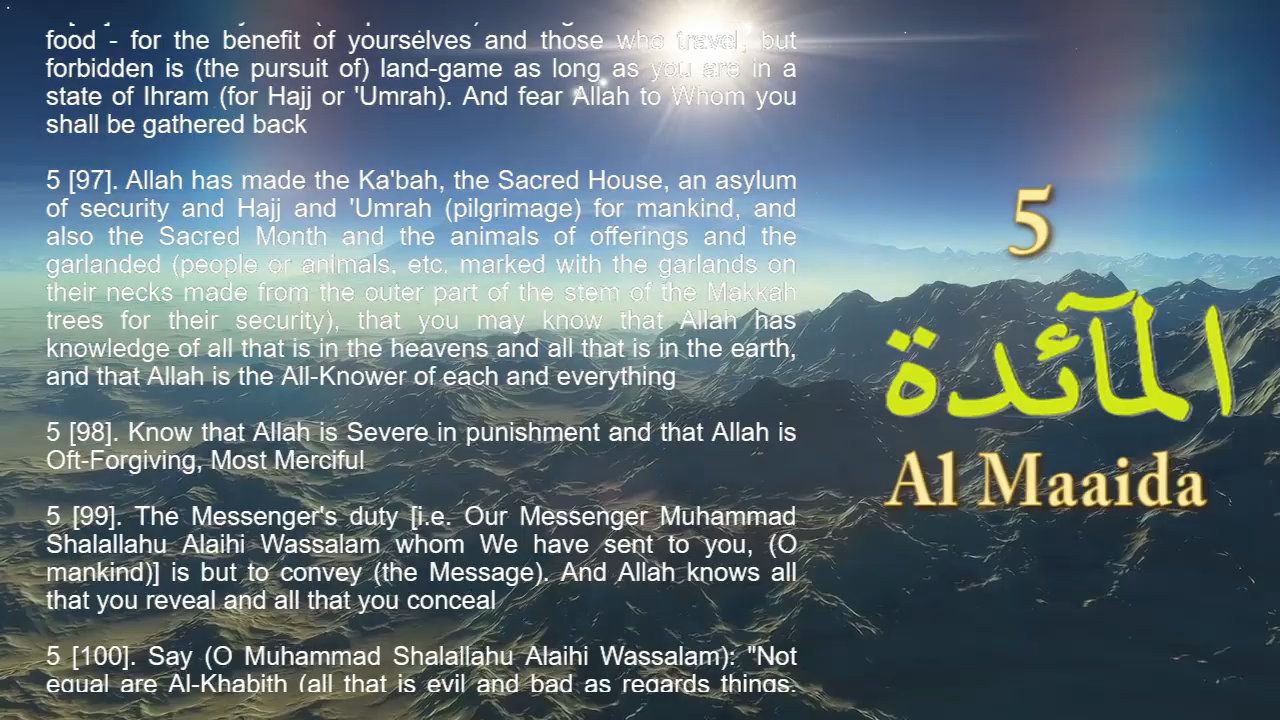 food - for the benefit of yourselves and those who travel, but
forbidden is (the pursuit of) land-game as long as you are in a
state of Ihram (for Hajj or 'Umrah). And fear Allah to Whom you
shall be gathered back
5 [97]. Allah has made the Ka'bah, the Sacred House, an asylum
of security and Hajj and 'Umrah (pilgrimage) for mankind, and
also the Sacred Month and the animals of offerings and the
garlanded (people or animals, etc. marked with the garlands on
their necks made from the outer part of the stem of the Makkah
trees for their security), that you may know that Allah has
knowledge of all that is in the heavens and all that is in the earth,
and that Allah is the All-Knower of each and everything
5 [98]. Know that Allah is Severe in punishment and that Allah is
Oft-Forgiving, Most Merciful
5 [99]. The Messenger's duty [i.e. Our Messenger Muhammad
Shalallahu Alaihi Wassalam whom We have sent to you, (O
mankind)] is but to convey (the Message). And Allah knows all
that you reveal and all that you conceal
5 [100]. Say (O Muhammad Shalallahu Alaihi Wassalam): "Not
equal are Al-Khabith (all that is evil and bad as regards things,
5
المآئدة
Al Maaida